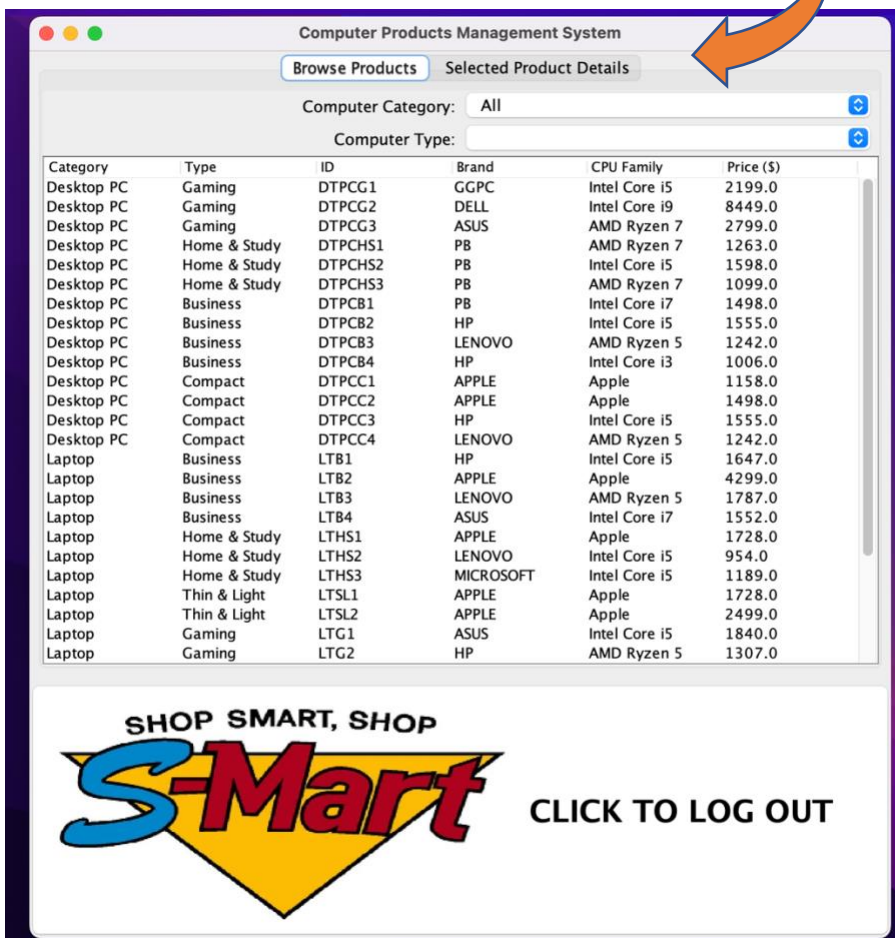 Computer Products Management System
Browse Products Selected Product Details
Computer Category: All
Computer Type:
Category Type ID Brand CPU Family Price ($)
Desktop PC Gaming DTPCG1 GGPC Intel Core i5 2199.0
Desktop PC Gaming DTPCG2 DELL Intel Core i9 8449.0
Desktop PC Gaming DTPCG3 ASUS AMD Ryzen 7 2799.0
Desktop PC Home & Study DTPCHS1 PB AMD Ryzen 7 1263.0
Desktop PC Home & Study DTPCHS2 PB Intel Core i5 1598.0
Desktop PC Home & Study DTPCHS3 PB AMD Ryzen 7 1099.0
Desktop PC Business DTPCB1 PB Intel Core i7 1498.0
Desktop PC Business DTPCB2 HP Intel Core i5 1555.0
Desktop PC Business DTPCB3 LENOVO AMD Ryzen 5 1242.0
Desktop PC Business DTPCB4 HP Intel Core i3 1006.0
Desktop PC Compact DTPCC1 APPLE Apple 1158.0
Desktop PC Compact DTPCC2 APPLE Apple 1498.0
Desktop PC Compact DTPCC3 HP Intel Core i5 1555.0
Desktop PC Compact DTPCC4 LENOVO AMD Ryzen 5 1242.0
Laptop Business LTB1 HP Intel Core i5 1647.0
Laptop Business LTB2 APPLE Apple 4299.0
Laptop Business LTB3 LENOVO AMD Ryzen 5 1787.0
Laptop Business LTB4 ASUS Intel Core i7 1552.0
Laptop Home & Study LTHS1 APPLE Apple 1728.0
Laptop Home & Study LTHS2 LENOVO Intel Core i5 954.0
Laptop Home & Study LTHS3 MICROSOFT Intel Core i5 1189.0
Laptop Thin & Light LTSL1 APPLE Apple 1728.0
Laptop Thin & Light LTSL2 APPLE Apple 2499.0
Laptop Gaming LTG1 ASUS Intel Core i5 1840.0
Laptop Gaming LTG2 HP AMD Ryzen 5 1307.0
SHOP SMART, SHOP
S-Mart
CLICK TO LOG OUT